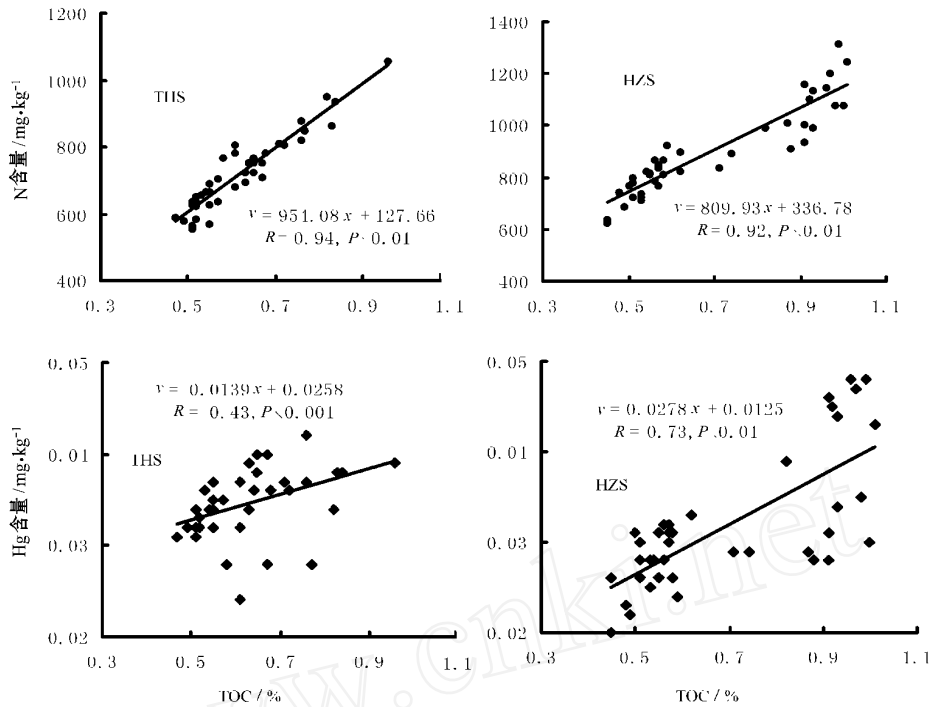 1200
1000
800
600
400
N含量/mg•kg⁻¹
THS
y= 951.08x+127.66
R= 0.94, P<0.01
0.3 0.5 0.7 0.9 1.1
1400
1200
1000
800
600
400
HZS
y=809.93x+336.78
R= 0.92, P<0.01
0.3 0.5 0.7 0.9 1.1
0.05
0.01
0.03
0.02
Hg含量/mg•kg⁻¹
y= 0.0139x+0.0258
R= 0.43, P<0.001
THS
0.3 0.5 0.7 0.9 1.1
TOC/%
0.05
0.01
0.03
0.02
y=0.0278x+0.0125
R= 0.73, P<0.01
HZS
0.3 0.5 0.7 0.9 1.1
TOC/%
www.cnki.net